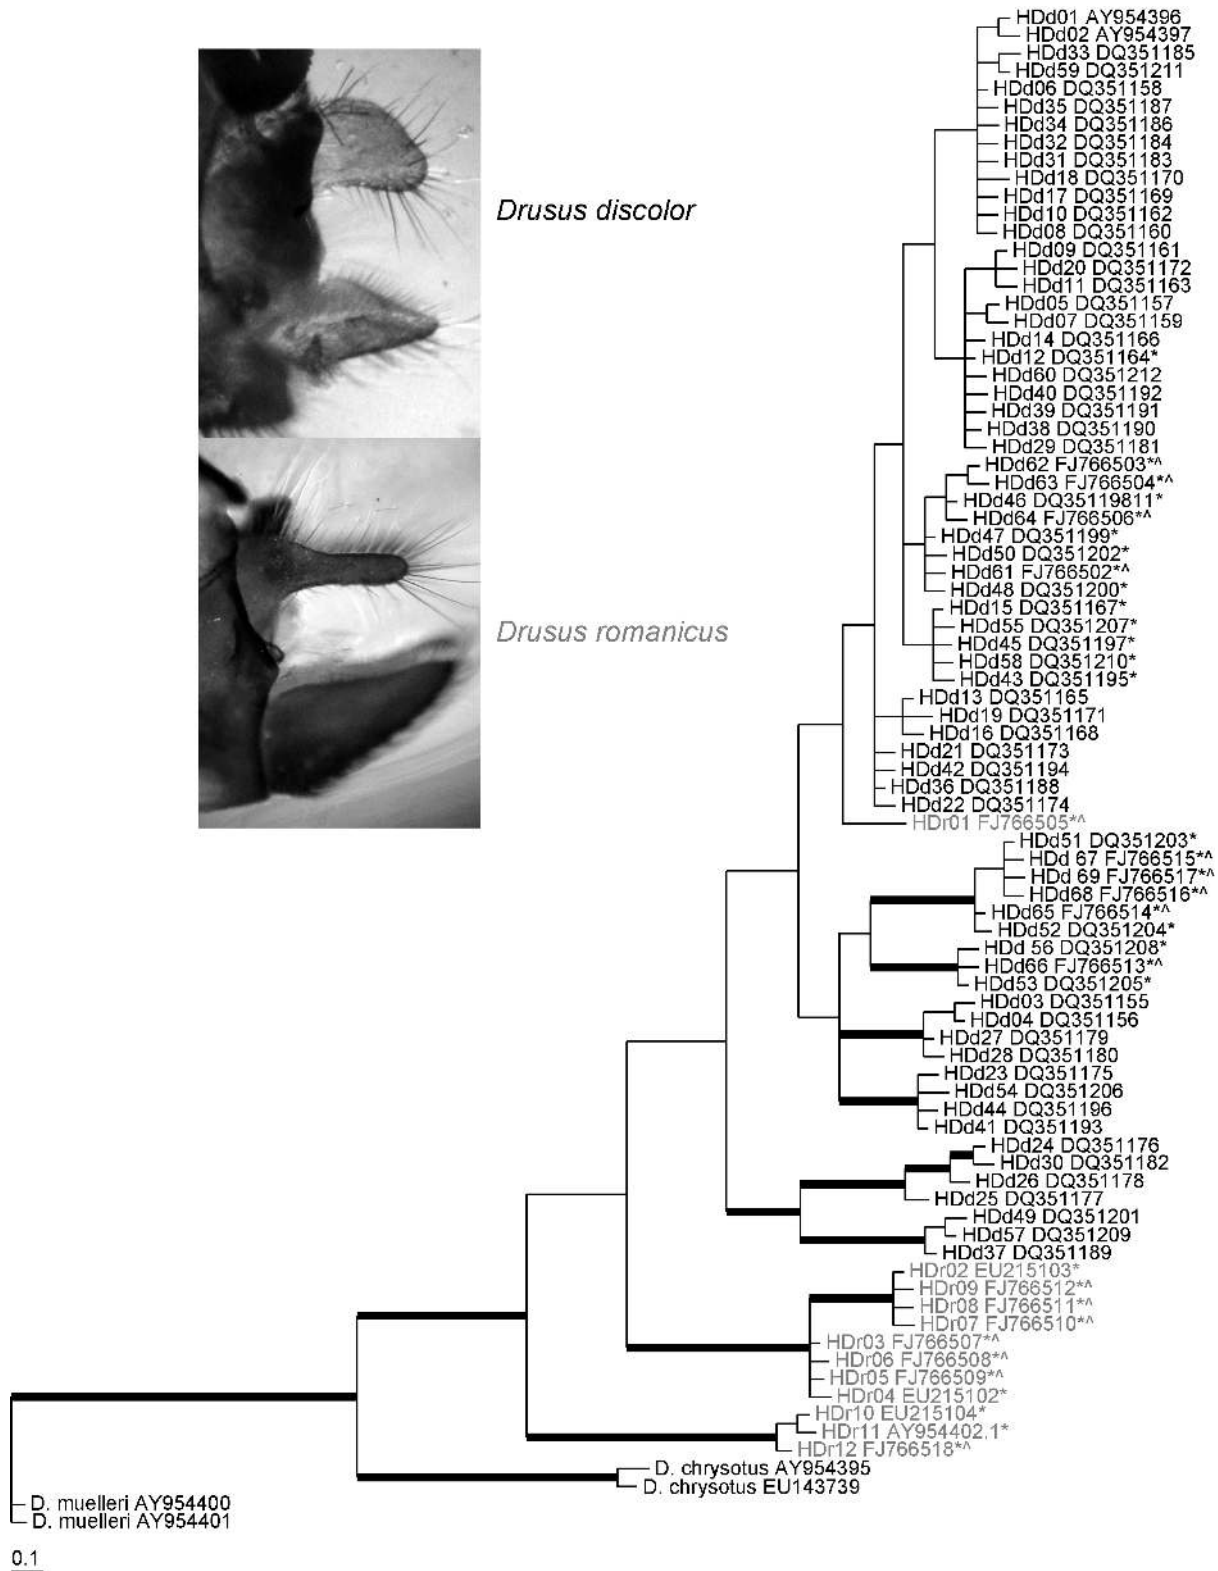 HDd01 AY954396
HDd02 AY954397
HDd33 DQ351185
HDd59 DQ351211
HDd06 DQ351158
HDd35 DQ351187
HDd34 DQ351186
HDd32 DQ351184
HDd31 DQ351183
HDd18 DQ351170
HDd17 DQ351169
HDd10 DQ351162
HDd08 DQ351160
Drusus discolor
HDd09 DQ351161
HDd20 DQ351172
HDd11 DQ351163
HDd05 DQ351157
HDd07 DQ351159
HDd14 DQ351166
HDd12 DQ351164*
HDd60 DQ351212
HDd40 DQ351192
HDd39 DQ351191
HDd38 DQ351190
HDd29 DQ351181
HDd62 FJ766503*^
HDd63 FJ766504*^
HDd46 DQ35119811*
HDd64 FJ766506*^
HDd47 DQ351199*
HDd50 DQ351202*
HDd61 FJ766502*^
HDd48 DQ351200*
HDd15 DQ351167*
HDd55 DQ351207*
Drusus romanicus
HDd45 DQ351197*
HDd58 DQ351210*
HDd43 DQ351195*
HDd13 DQ351165
HDd19 DQ351171
HDd16 DQ351168
HDd21 DQ351173
HDd42 DQ351194
HDd36 DQ351188
HDd22 DQ351174
HDr01 FJ766505*^
HDd51 DQ351203*
HDd 67 FJ766515*^
HDd 69 FJ766517*^
HDd68 FJ766516*^
HDd65 FJ766514*^
HDd52 DQ351204*
HDd 56 DQ351208*
HDd66 FJ766513*^
HDd53 DQ351205*
HDd03 DQ351155
HDd04 DQ351156
HDd27 DQ351179
HDd28 DQ351180
HDd23 DQ351175
HDd54 DQ351206
HDd44 DQ351196
HDd41 DQ351193
HDd24 DQ351176
HDd30 DQ351182
HDd26 DQ351178
HDd25 DQ351177
HDd49 DQ351201
HDd57 DQ351209
HDd37 DQ351189
HDr02 EU215103*
HDr09 FJ766512*^
HDr08 FJ766511*^
HDr07 FJ766510*^
HDr03 FJ766507*^
HDr06 FJ766508*^
HDr05 FJ766509*^
HDr04 EU215102*
HDr10 EU215104*
HDr11 AY954402.1*
HDr12 FJ766518*^
D. chrysotus AY954395
D. chrysotus EU143739
D. muelleri AY954400
D. muelleri AY954401
0.1